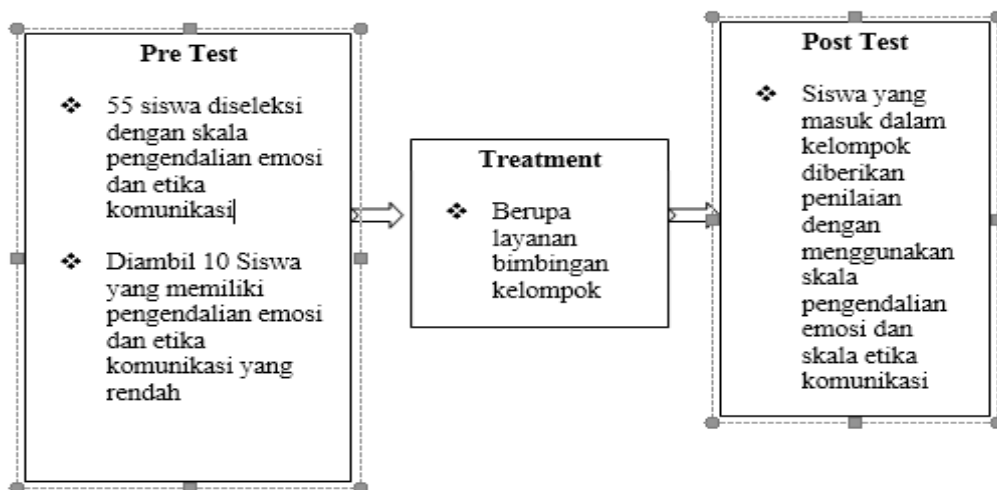 Pre Test
❖ 55 siswa diseleksi
dengan skala
pengendalian emosi
dan etika
komunikasi
❖ Diambil 10 Siswa
yang memiliki
pengendalian emosi
dan etika
komunikasi yang
rendah
Treatment
❖ Berupa
layanan
bimbingan
kelompok
Post Test
❖ Siswa yang
masuk dalam
kelompok
diberikan
penilaian
dengan
menggunakan
skala
pengendalian
emosi dan
skala etika
komunikasi